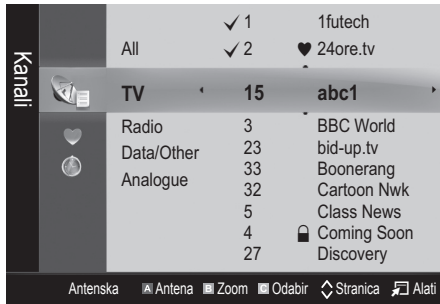 Kanali
✓ 1 1futech
All ✓ 2 ♥ 24ore.tv
TV 15 abc1
Radio 3 BBC World
Data/Other 23 bid-up.tv
Analogue 33 Boonerang
32 Cartoon Nwk
5 Class News
4 Coming Soon
27 Discovery
Antenska A Antena B Zoom C Odabir Stranica Alati